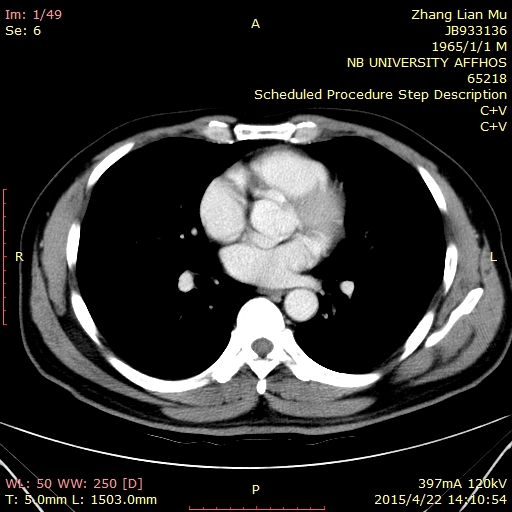 Im: 1/49
Se: 6
A
Zhang Lian Mu
JB933136
1965/1/1 M
NB UNIVERSITY AFFHOS
65218
Scheduled Procedure Step Description
C+V
C+V
R
L
WL: 50 WW: 250 [D]
T: 5.0mm L: 1503.0mm
P
397mA 120kV
2015/4/22 14:10:54